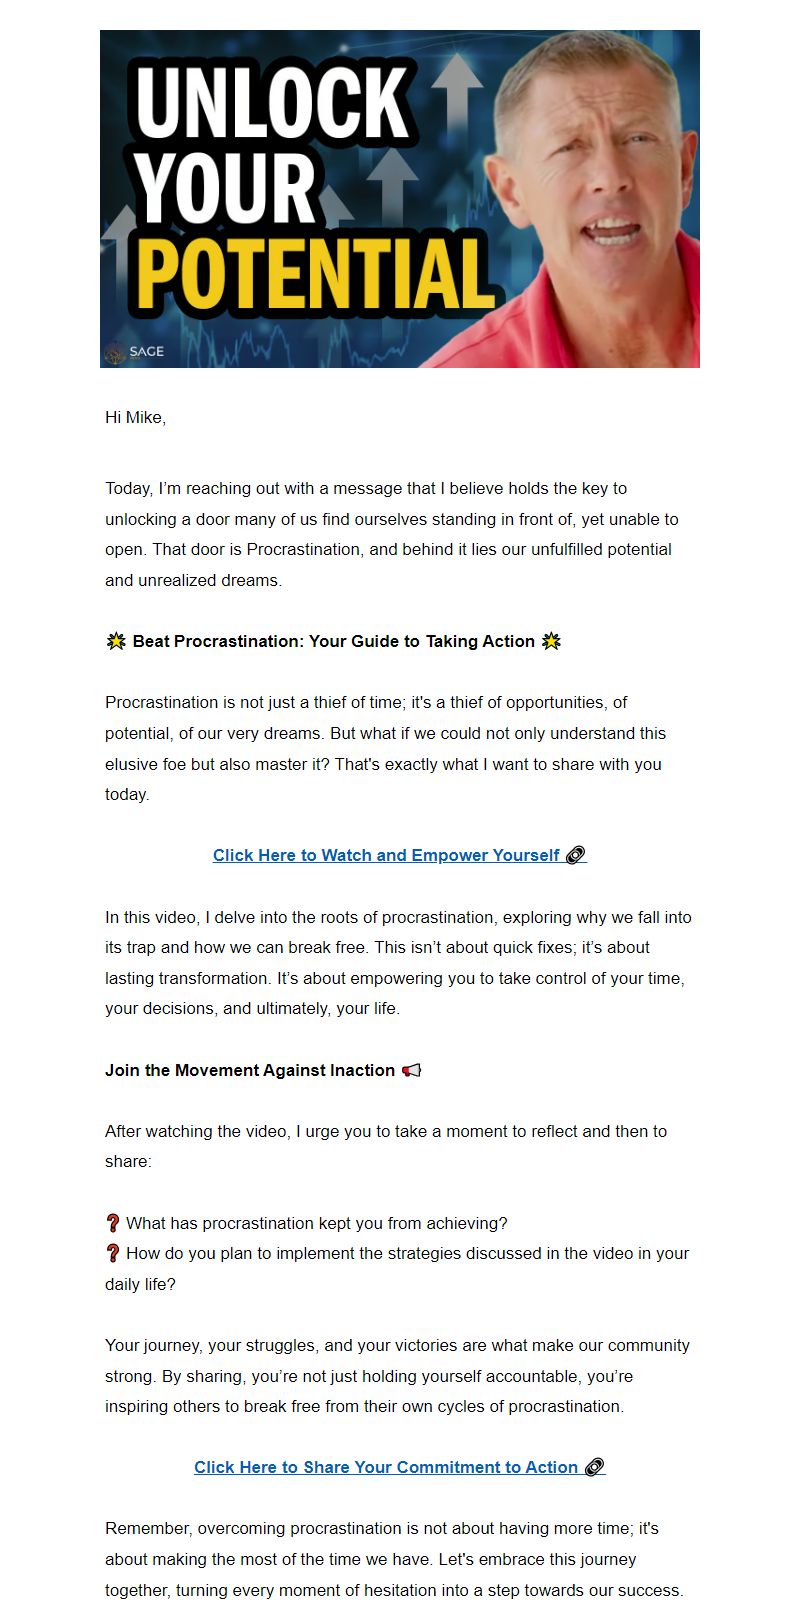 UNLOCK
YOUR
POTENTIAL
SAGE
Hi Mike,
Today, I’m reaching out with a message that I believe holds the key to
unlocking a door many of us find ourselves standing in front of, yet unable to
open. That door is Procrastination, and behind it lies our unfulfilled potential
and unrealized dreams.
🌟 Beat Procrastination: Your Guide to Taking Action 🌟
Procrastination is not just a thief of time; it's a thief of opportunities, of
potential, of our very dreams. But what if we could not only understand this
elusive foe but also master it? That's exactly what I want to share with you
today.
Click Here to Watch and Empower Yourself 🔗
In this video, I delve into the roots of procrastination, exploring why we fall into
its trap and how we can break free. This isn’t about quick fixes; it’s about
lasting transformation. It’s about empowering you to take control of your time,
your decisions, and ultimately, your life.
Join the Movement Against Inaction 📢
After watching the video, I urge you to take a moment to reflect and then to
share:
❓ What has procrastination kept you from achieving?
❓ How do you plan to implement the strategies discussed in the video in your
daily life?
Your journey, your struggles, and your victories are what make our community
strong. By sharing, you’re not just holding yourself accountable, you’re
inspiring others to break free from their own cycles of procrastination.
Click Here to Share Your Commitment to Action 🔗
Remember, overcoming procrastination is not about having more time; it's
about making the most of the time we have. Let's embrace this journey
together, turning every moment of hesitation into a step towards our success.